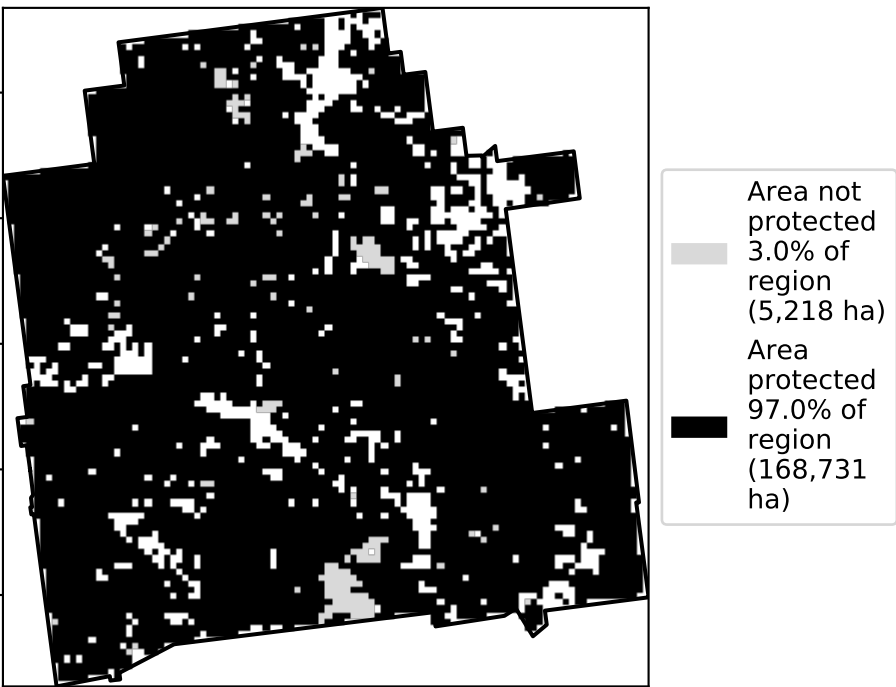 Area not
protected
3.0% of
region
(5,218 ha)
Area
protected
97.0% of
region
(168,731
ha)